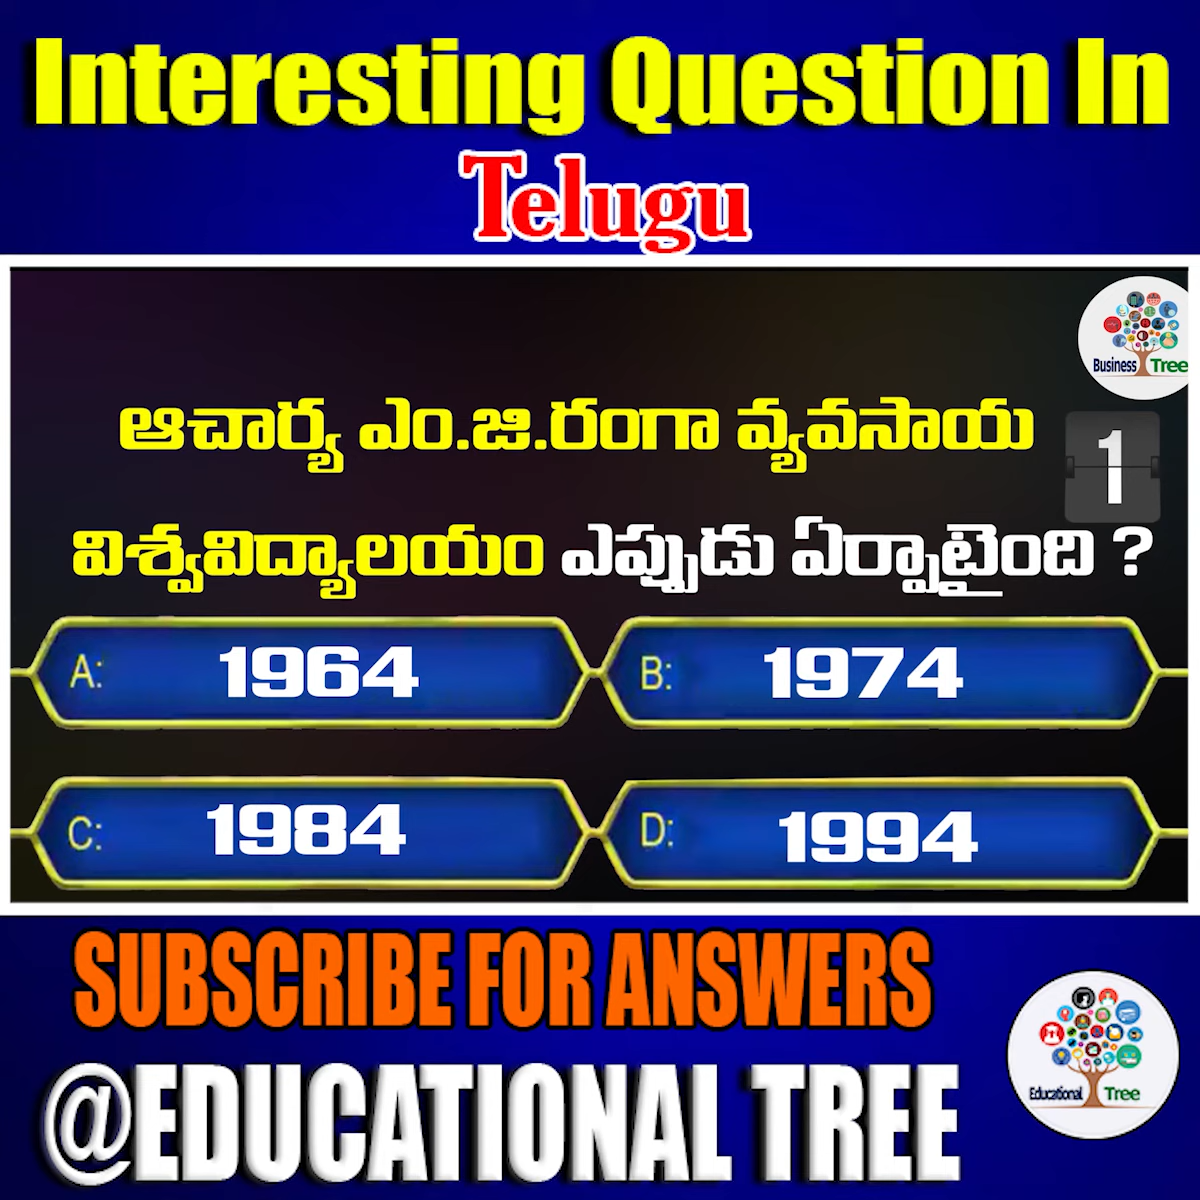 Interesting Question In
Telugu
Business Tree
ఆచార్య ఎం.జి.రంగా వ్యవసాయ
1
విశ్వవిద్యాలయం ఎప్పుడు ఏర్పాటైంది ?
A: 1964
B: 1974
C: 1984
D: 1994
SUBSCRIBE FOR ANSWERS
@EDUCATIONAL TREE
Educational Tree